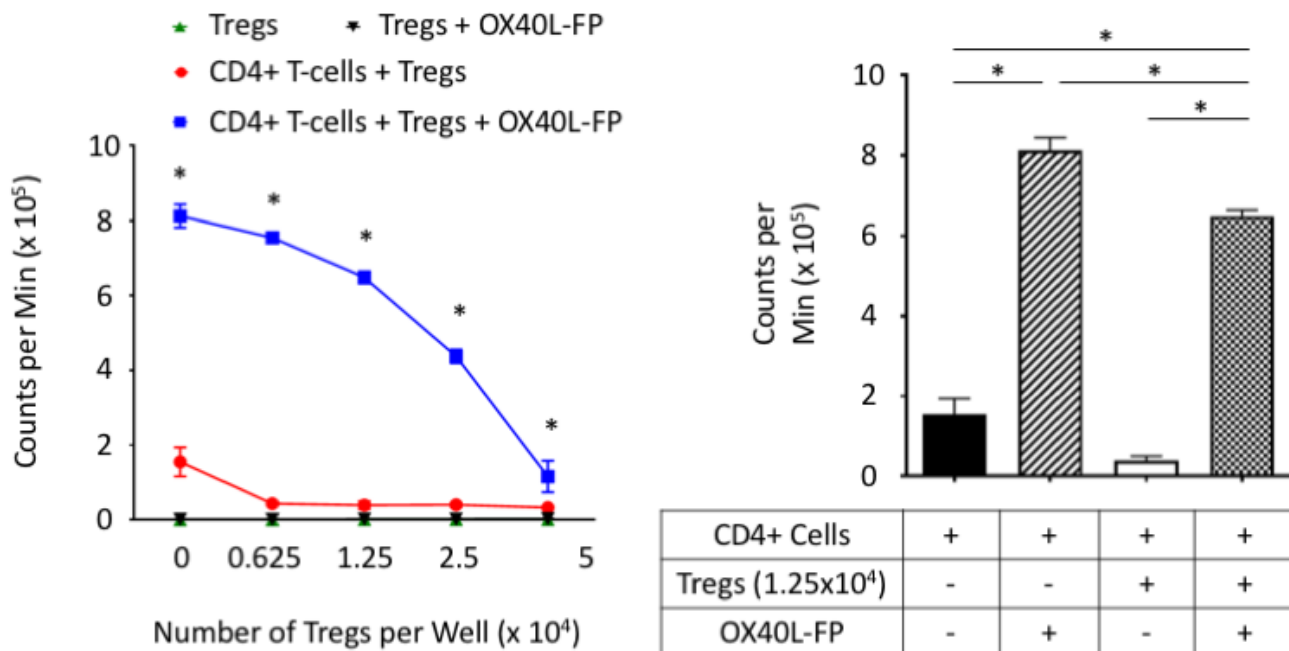 Tregs Tregs + OX40L-FP
CD4+ T-cells + Tregs
CD4+ T-cells + Tregs + OX40L-FP
Counts per Min (x 10⁵)
10
8
6
4
2
0
* * * * *
0 0.625 1.25 2.5 5
Number of Tregs per Well (x 10⁴)
*
* *
*
Counts per
Min (x 10⁵)
10
8
6
4
2
0
CD4+ Cells + + + +
Tregs (1.25x10⁴) - - + +
OX40L-FP - + - +